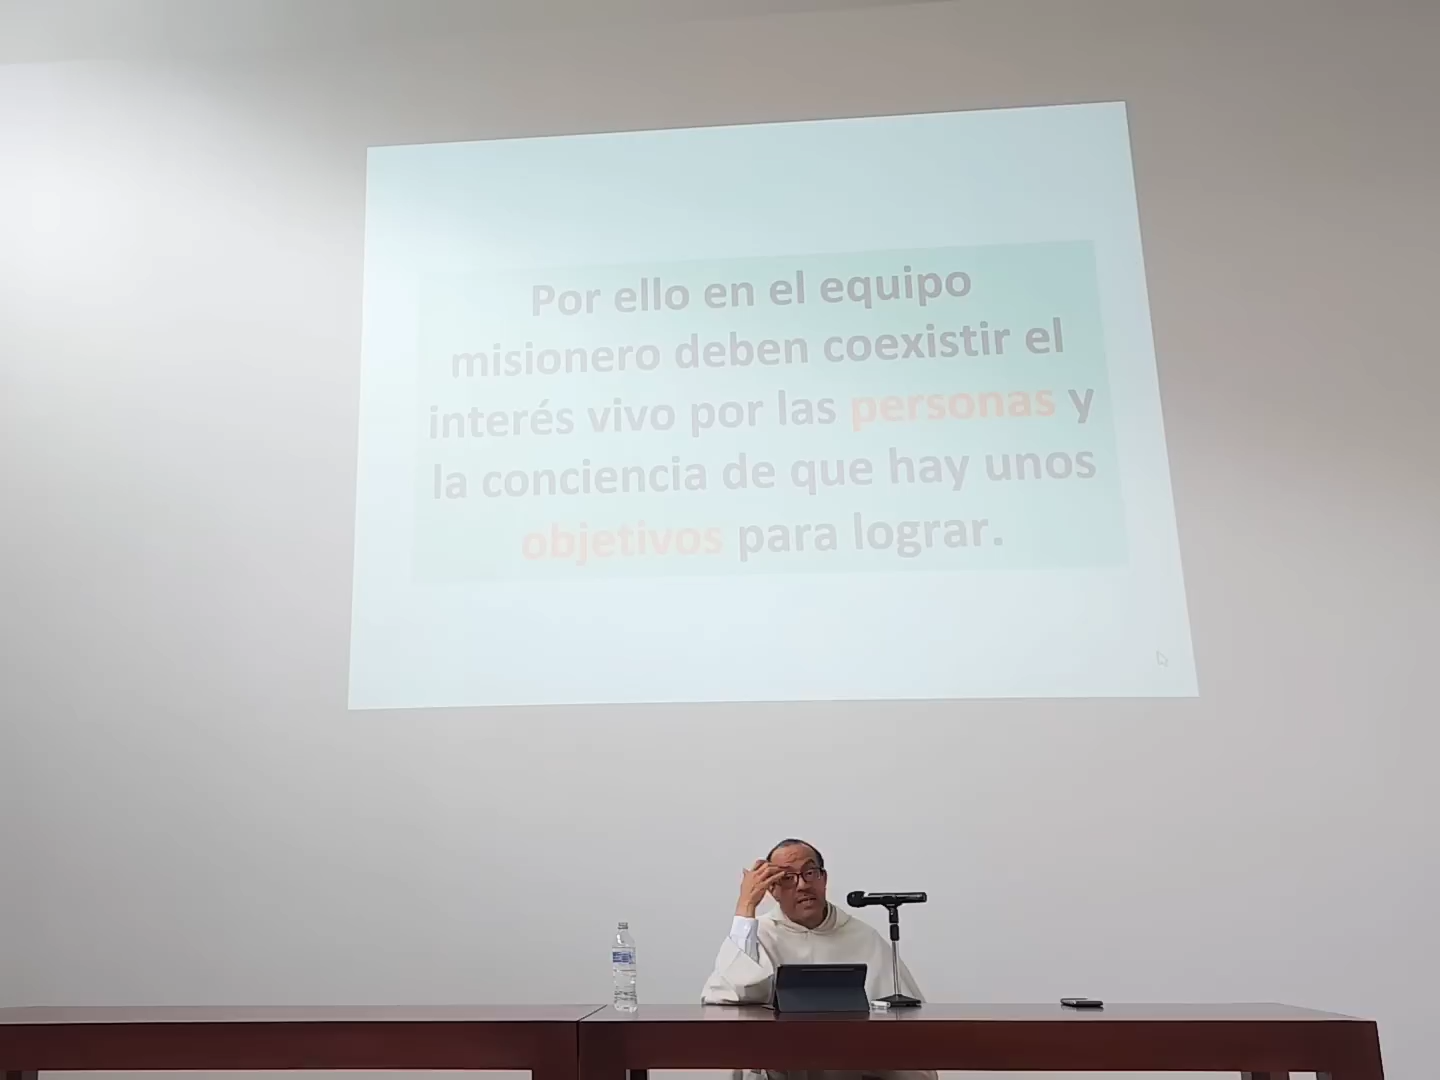 Por ello en el equipo
misionero deben coexistir el
interés vivo por las personas y
la conciencia de que hay unos
objetivos para lograr.